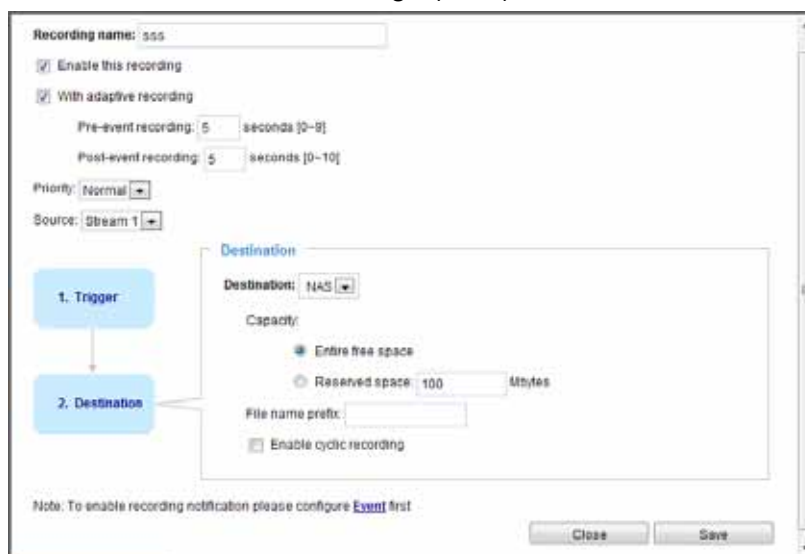 Recording name: sss
Enable this recording
With adaptive recording
Pre-event recording: 5 seconds [0~9]
Post-event recording: 5 seconds [0~10]
Priority: Normal
Source: Stream 1
Destination
1. Trigger
2. Destination
Destination: NAS
Capacity:
Entire free space
Reserved space: 100 Mbytes
File name prefix:
Enable cyclic recording
Note: To enable recording notification please configure Event first
Close Save